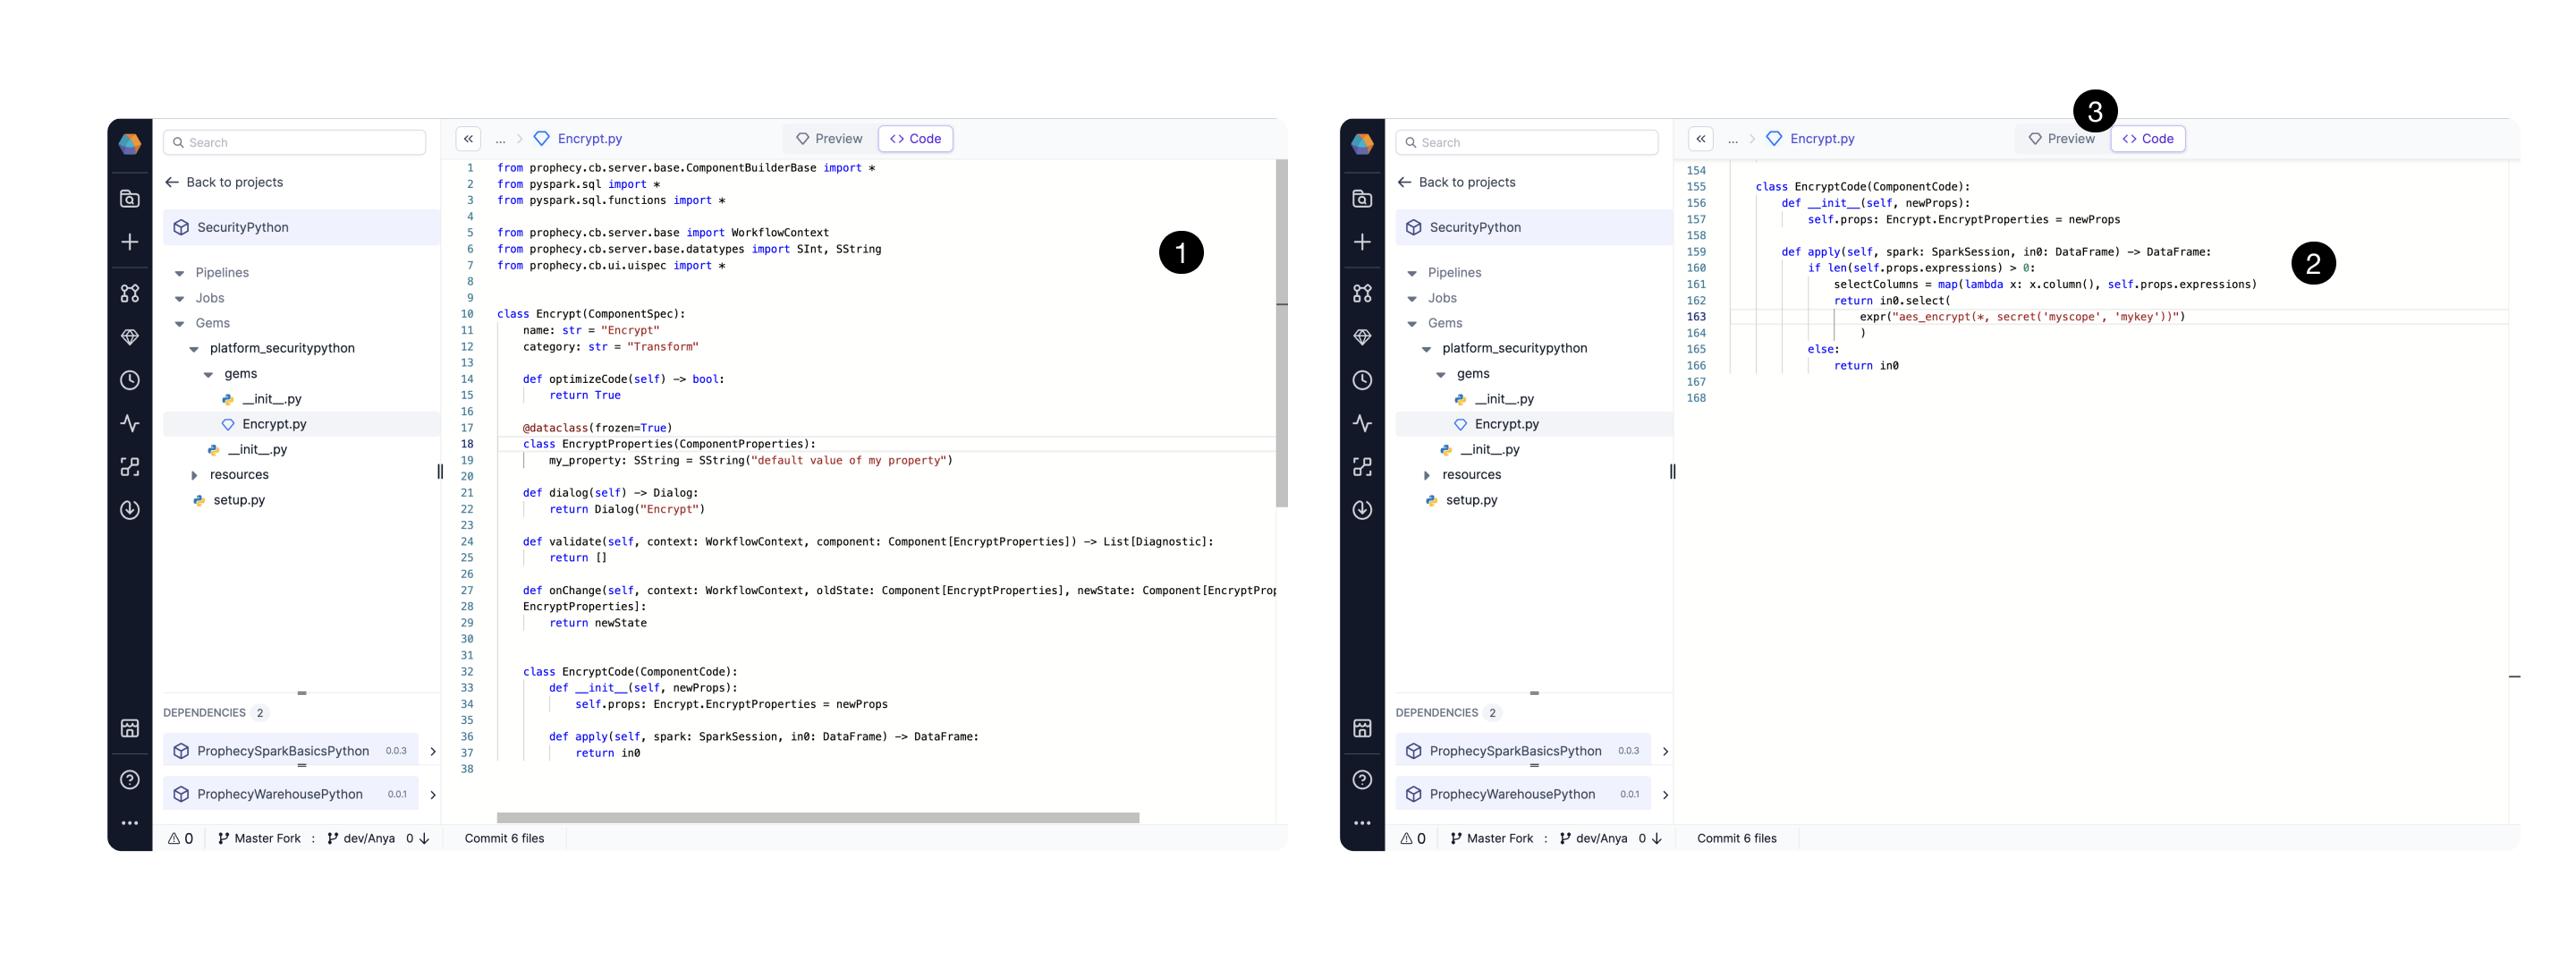 Search
Back to projects
SecurityPython
Pipelines
Jobs
Gems
platform_securitypython
gems
__init__.py
Encrypt.py
__init__.py
resources
setup.py
DEPENDENCIES 2
ProphecySparkBasicsPython 0.0.3
ProphecyWarehousePython 0.0.1
... > Encrypt.py
Preview
<> Code
1
1 from prophecy.cb.server.base.ComponentBuilderBase import *
2 from pyspark.sql import *
3 from pyspark.sql.functions import *
4
5 from prophecy.cb.server.base import WorkflowContext
6 from prophecy.cb.server.base.datatypes import SInt, SString
7 from prophecy.cb.ui.uispec import *
8
9
10 class Encrypt(ComponentSpec):
11 name: str = "Encrypt"
12 category: str = "Transform"
13
14 def optimizeCode(self) -> bool:
15 return True
16
17 @dataclass(frozen=True)
18 class EncryptProperties(ComponentProperties):
19 my_property: SString = SString("default value of my property")
20
21 def dialog(self) -> Dialog:
22 return Dialog("Encrypt")
23
24 def validate(self, context: WorkflowContext, component: Component[EncryptProperties]) -> List[Diagnostic]:
25 return []
26
27 def onChange(self, context: WorkflowContext, oldState: Component[EncryptProperties], newState: Component[EncryptProp
28 EncryptProperties]:
29 return newState
30
31
32 class EncryptCode(ComponentCode):
33 def __init__(self, newProps):
34 self.props: Encrypt.EncryptProperties = newProps
35
36 def apply(self, spark: SparkSession, in0: DataFrame) -> DataFrame:
37 return in0
38
0 Master Fork : dev/Anya 0 Commit 6 files
Search
Back to projects
SecurityPython
Pipelines
Jobs
Gems
platform_securitypython
gems
__init__.py
Encrypt.py
__init__.py
resources
setup.py
DEPENDENCIES 2
ProphecySparkBasicsPython 0.0.3
ProphecyWarehousePython 0.0.1
3
... > Encrypt.py
Preview
<> Code
2
154
155 class EncryptCode(ComponentCode):
156 def __init__(self, newProps):
157 self.props: Encrypt.EncryptProperties = newProps
158
159 def apply(self, spark: SparkSession, in0: DataFrame) -> DataFrame:
160 if len(self.props.expressions) > 0:
161 selectColumns = map(lambda x: x.column(), self.props.expressions)
162 return in0.select(
163 expr("aes_encrypt(*, secret('myscope', 'mykey'))")
164 )
165 else:
166 return in0
167
168
0 Master Fork : dev/Anya 0 Commit 6 files